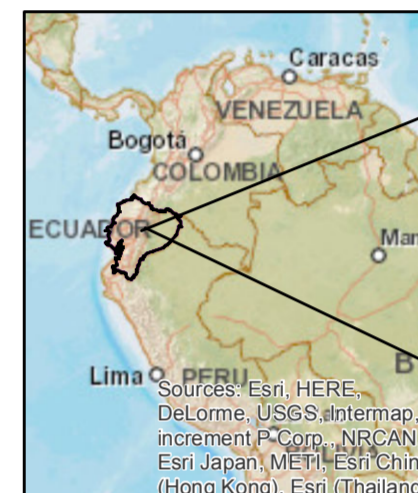 Caracas
VENEZUELA
Bogotá
COLOMBIA
ECUADOR
Man
B
Lima
PERU
Sources: Esri, HERE,
DeLorme, USGS, Intermap,
increment P Corp., NRCAN
Esri Japan, METI, Esri Chin
(Hong Kong), Esri (Thailand